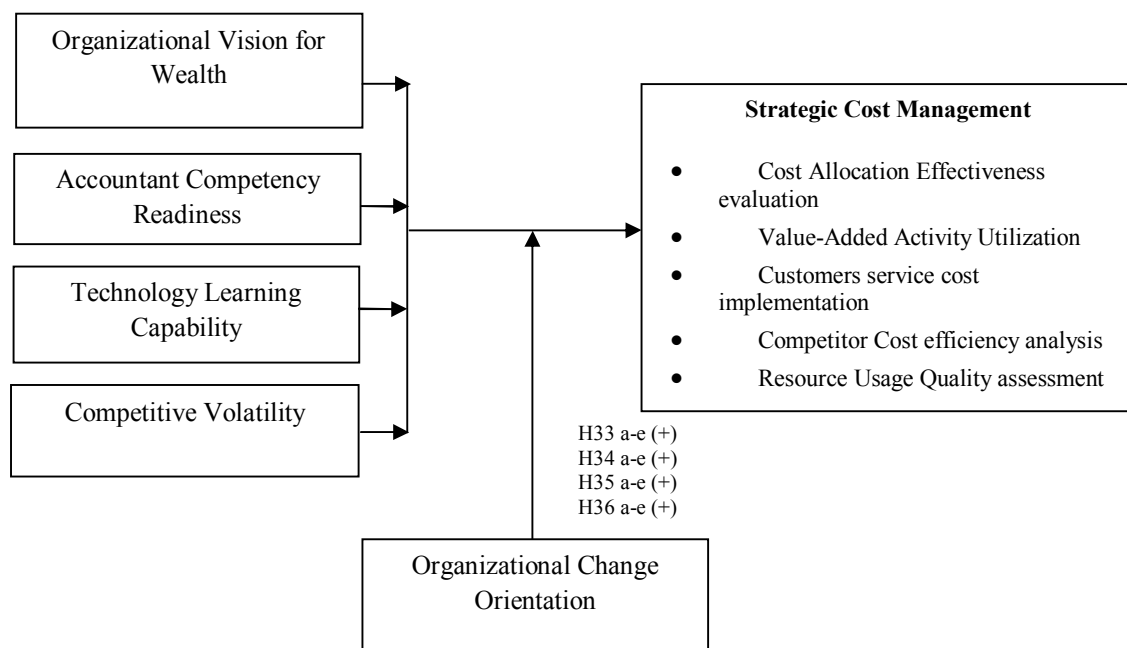 Organizational Vision for
Wealth
Accountant Competency
Readiness
Technology Learning
Capability
Competitive Volatility
Strategic Cost Management
• Cost Allocation Effectiveness
evaluation
• Value-Added Activity Utilization
• Customers service cost
implementation
• Competitor Cost efficiency analysis
• Resource Usage Quality assessment
H33 a-e (+)
H34 a-e (+)
H35 a-e (+)
H36 a-e (+)
Organizational Change
Orientation